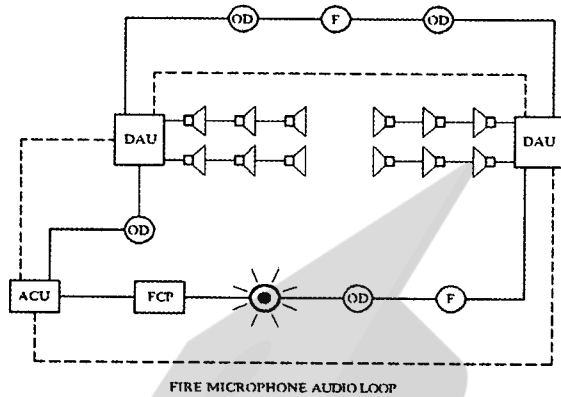 OD F OD
DAU DAU
OD
ACU FCP OD F
FIRE MICROPHONE AUDIO LOOP